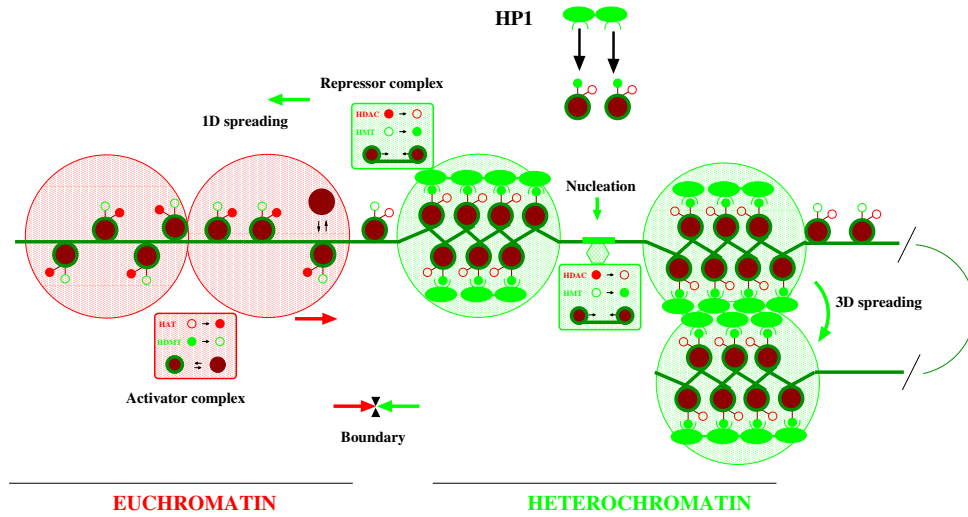 HP1
Repressor complex
1D spreading
HDAC
HMT
Nucleation
HDAC
HMT
3D spreading
HAT
HDMT
Activator complex
Boundary
EUCHROMATIN
HETEROCHROMATIN